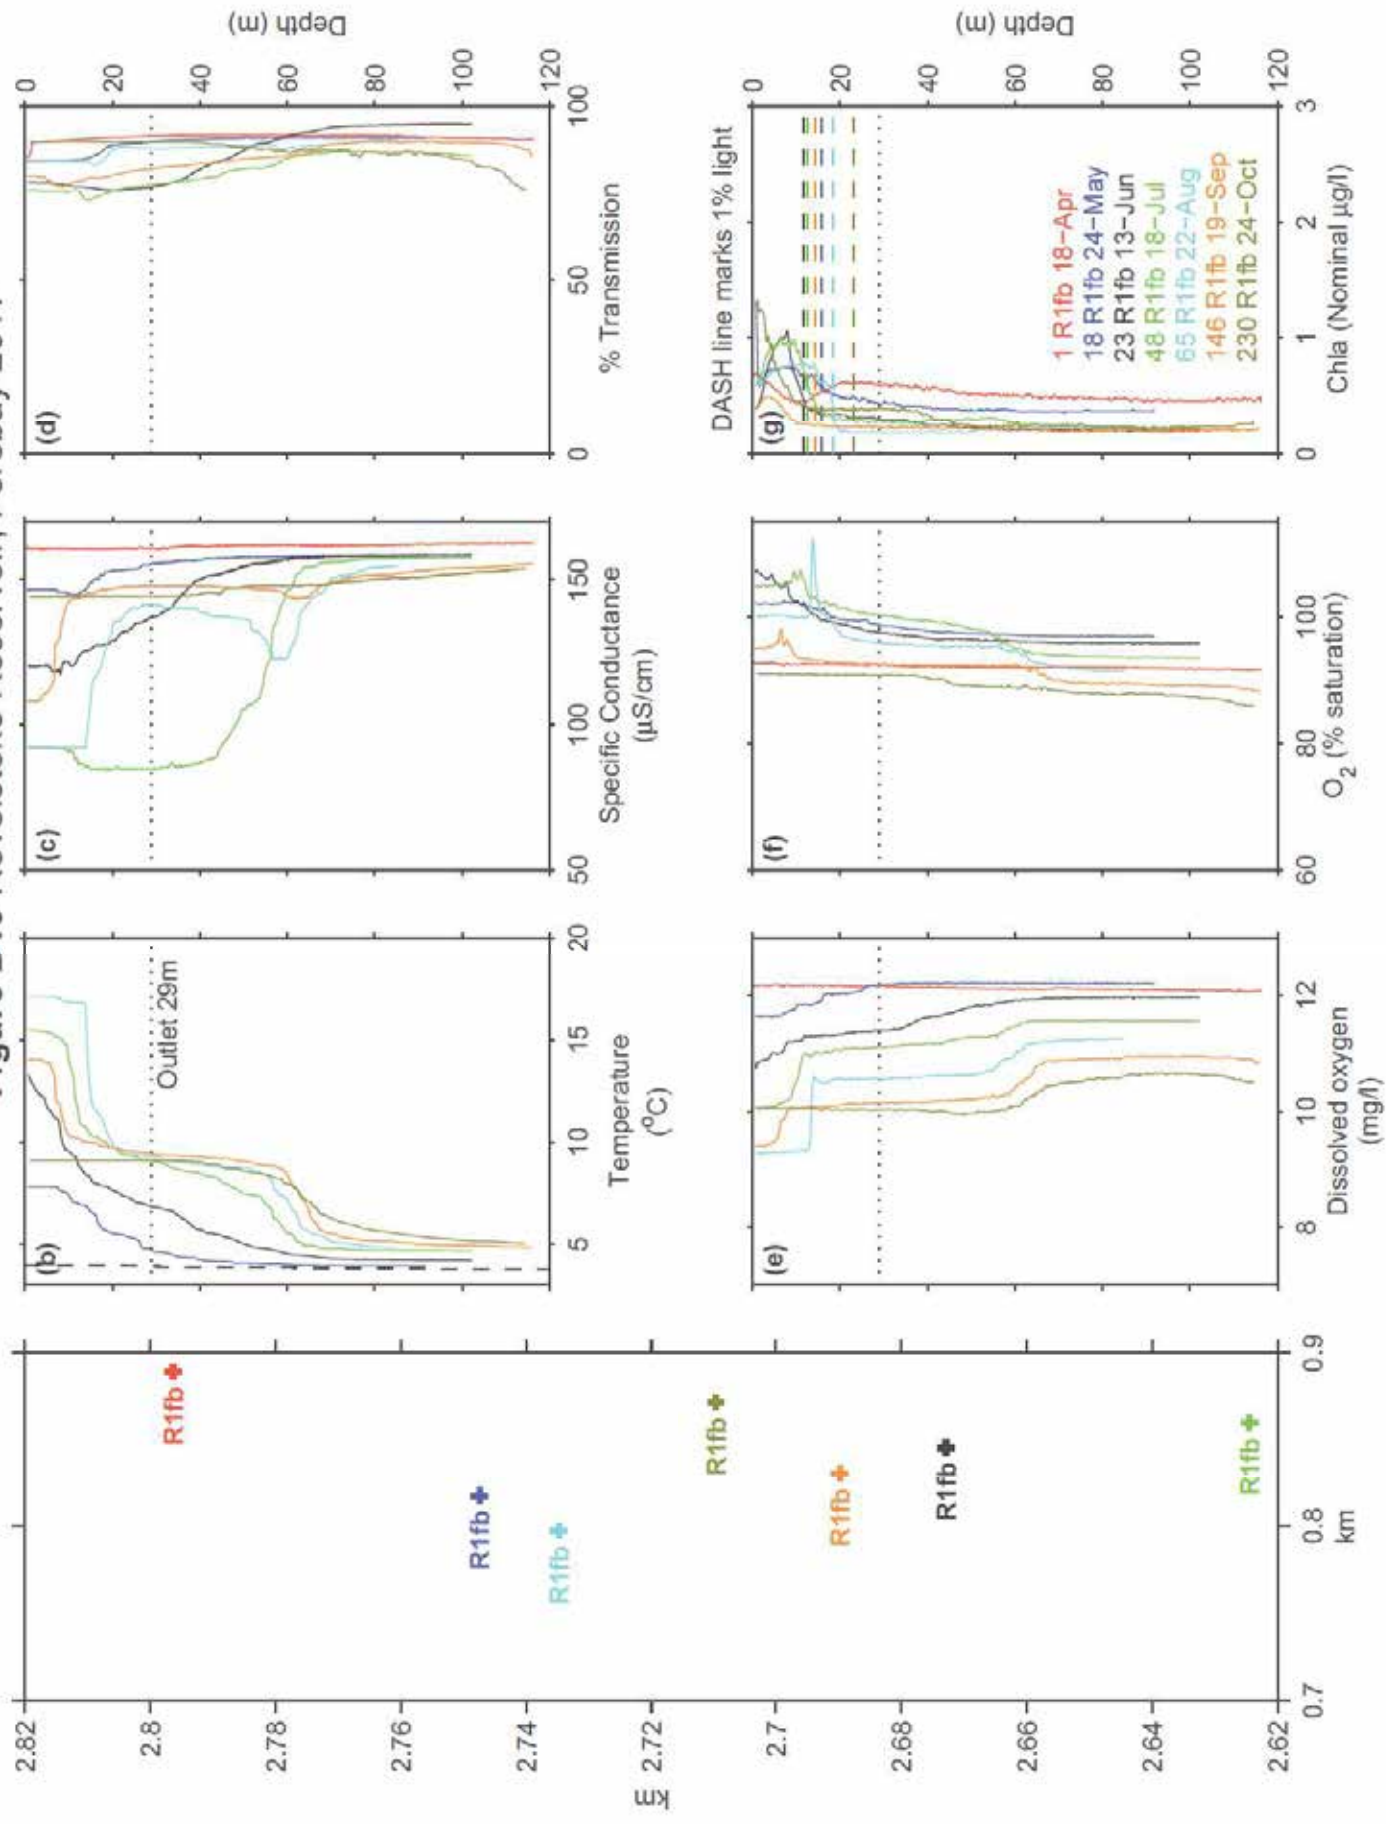 2.82
2.8
2.78
2.76
2.74
2.72
2.7
2.68
2.66
2.64
2.62
km
0.7
0.8
0.9
km
R1fb
R1fb
R1fb
R1fb
R1fb
R1fb
R1fb
(b)
Outlet 29m
5
10
15
20
Temperature
(°C)
(c)
50
100
150
Specific Conductance
(µS/cm)
(d)
0
50
100
% Transmission
0
20
40
60
80
100
120
Depth (m)
(e)
8
10
12
Dissolved oxygen
(mg/l)
(f)
60
80
100
O₂ (% saturation)
DASH line marks 1% light
(g)
1 R1fb 18−Apr
18 R1fb 24−May
23 R1fb 13−Jun
48 R1fb 18−Jul
65 R1fb 22−Aug
146 R1fb 19−Sep
230 R1fb 24−Oct
0
1
2
3
Chla (Nominal µg/l)
0
20
40
60
80
100
120
Depth (m)